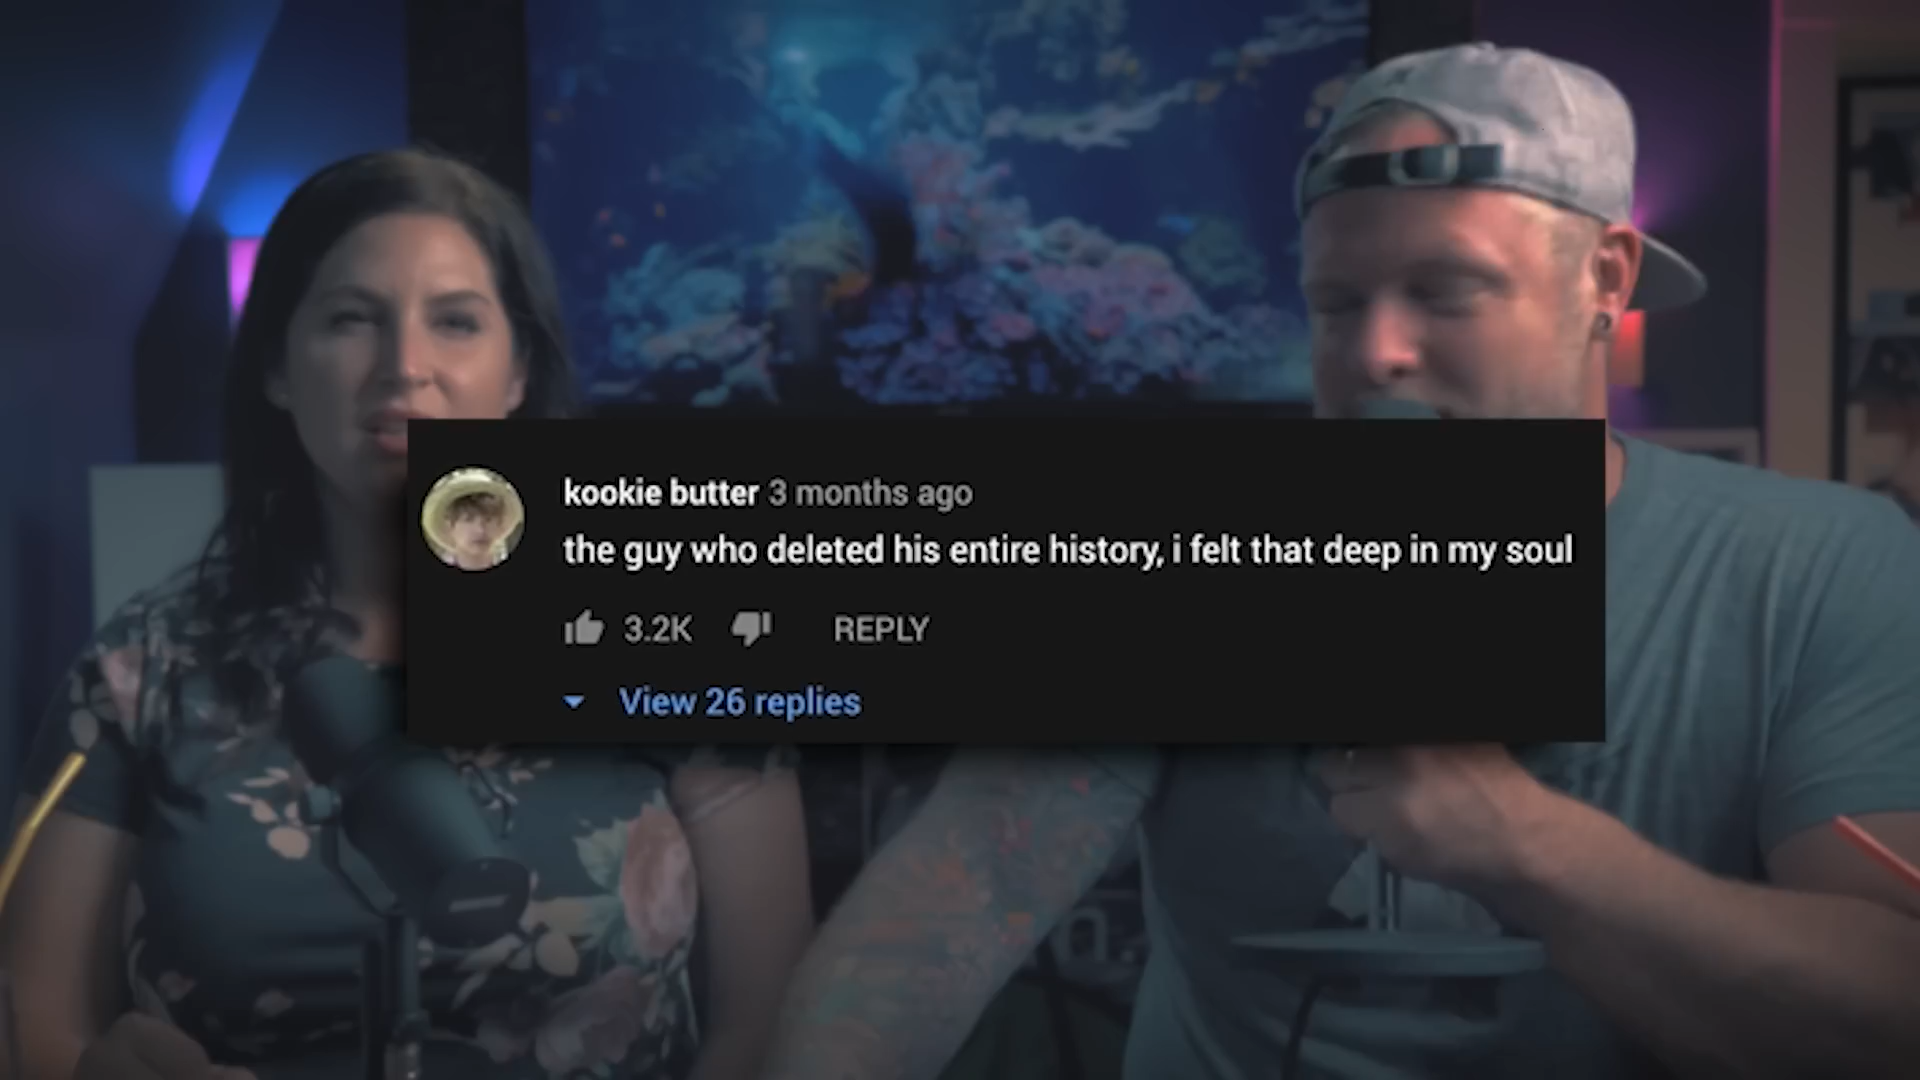 kookie butter 3 months ago
the guy who deleted his entire history, i felt that deep in my soul
3.2K REPLY
View 26 replies